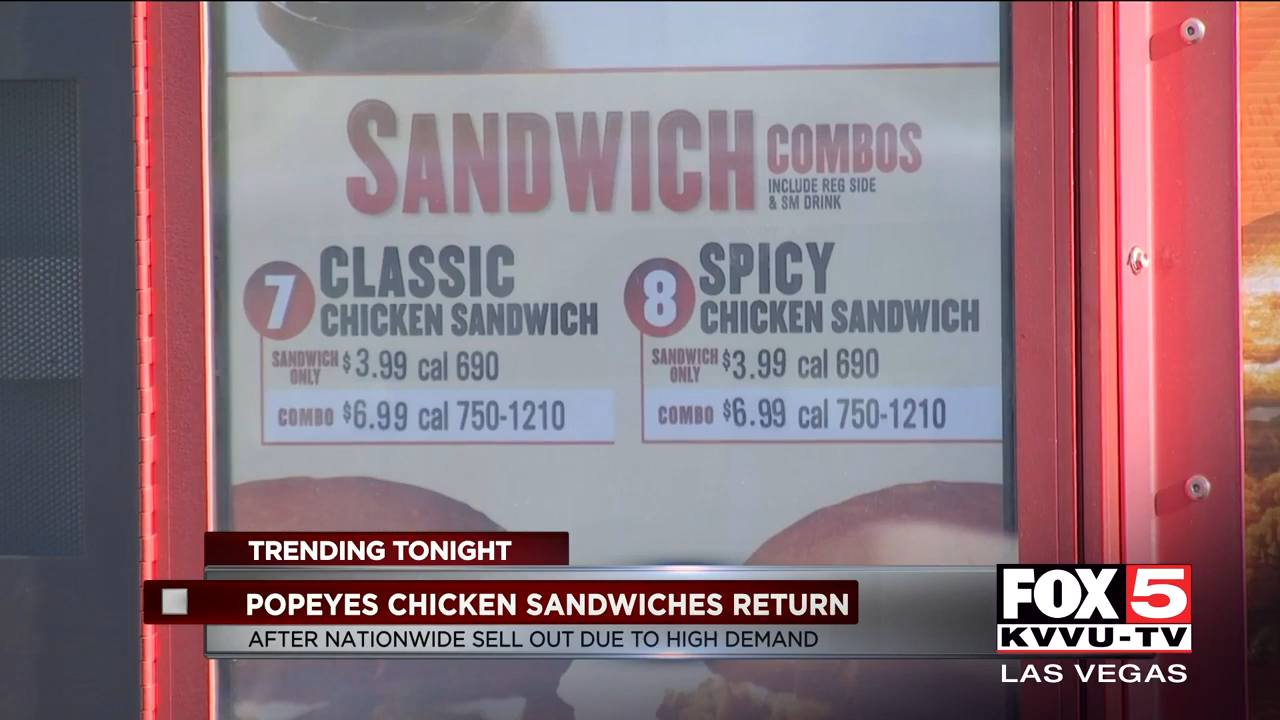 SANDWICH COMBOS
INCLUDE REG SIDE
& SM DRINK
7 CLASSIC
CHICKEN SANDWICH
SANDWICH ONLY $3.99 cal 690
COMBO $6.99 cal 750-1210
8 SPICY
CHICKEN SANDWICH
SANDWICH ONLY $3.99 cal 690
COMBO $6.99 cal 750-1210
TRENDING TONIGHT
POPEYES CHICKEN SANDWICHES RETURN
AFTER NATIONWIDE SELL OUT DUE TO HIGH DEMAND
FOX 5
KVVU-TV
LAS VEGAS